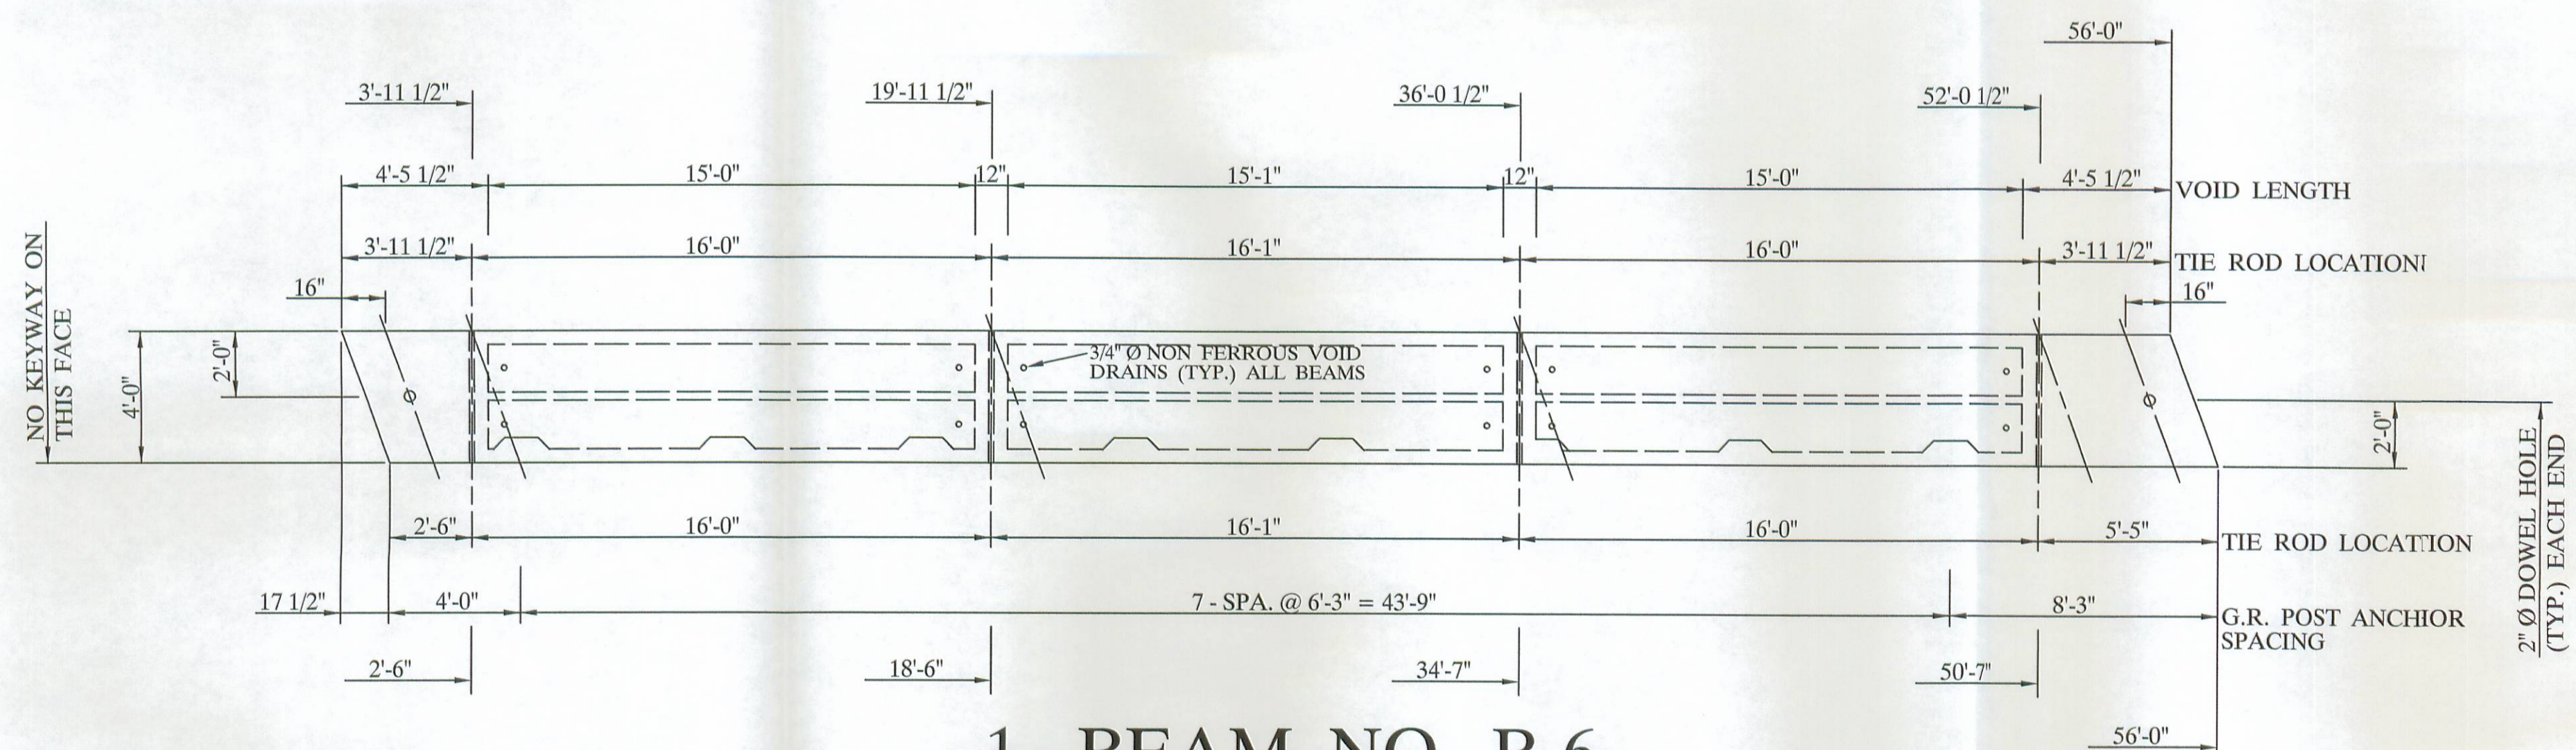 56'-0"
3'-11 1/2" 19'-11 1/2" 36'-0 1/2" 52'-0 1/2"
4'-5 1/2" 15'-0" 12" 15'-1" 12" 15'-0" 4'-5 1/2" VOID LENGTH
3'-11 1/2" 16'-0" 16'-1" 16'-0" 3'-11 1/2" TIE ROD LOCATION
16" 16"
NO KEYWAY ON
THIS FACE
4'-0"
2'-0"
3/4" Ø NON FERROUS VOID
DRAINS (TYP.) ALL BEAMS
2'-0"
2" Ø DOWEL HOLE
(TYP.) EACH END
2'-6" 16'-0" 16'-1" 16'-0" 5'-5" TIE ROD LOCATION
17 1/2" 4'-0" 7 - SPA. @ 6'-3" = 43'-9" 8'-3" G.R. POST ANCHOR
SPACING
2'-6" 18'-6" 34'-7" 50'-7"
1 BEAM NO. B-6
56'-0"